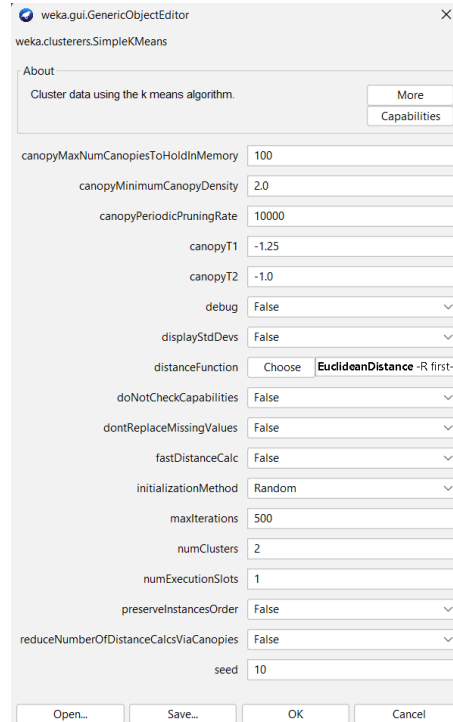 weka.gui.GenericObjectEditor
weka.clusterers.SimpleKMeans
About
Cluster data using the k means algorithm.
More
Capabilities
canopyMaxNumCanopiesToHoldInMemory 100
canopyMinimumCanopyDensity 2.0
canopyPeriodicPruningRate 10000
canopyT1 -1.25
canopyT2 -1.0
debug False
displayStdDevs False
distanceFunction Choose EuclideanDistance -R first-
doNotCheckCapabilities False
dontReplaceMissingValues False
fastDistanceCalc False
initializationMethod Random
maxIterations 500
numClusters 2
numExecutionSlots 1
preserveInstancesOrder False
reduceNumberOfDistanceCalcsViaCanopies False
seed 10
Open... Save... OK Cancel